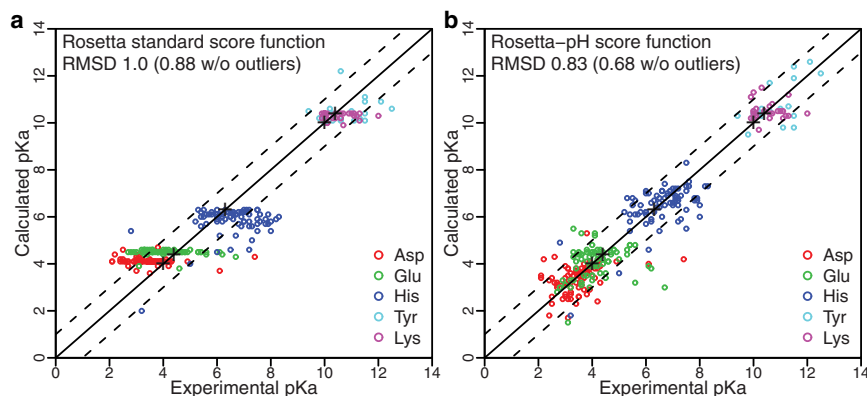 a
Rosetta standard score function
RMSD 1.0 (0.88 w/o outliers)
Calculated pKa
14
12
10
8
6
4
2
0
0 2 4 6 8 10 12 14
Experimental pKa
Asp
Glu
His
Tyr
Lys
b
Rosetta–pH score function
RMSD 0.83 (0.68 w/o outliers)
Calculated pKa
14
12
10
8
6
4
2
0
0 2 4 6 8 10 12 14
Experimental pKa
Asp
Glu
His
Tyr
Lys